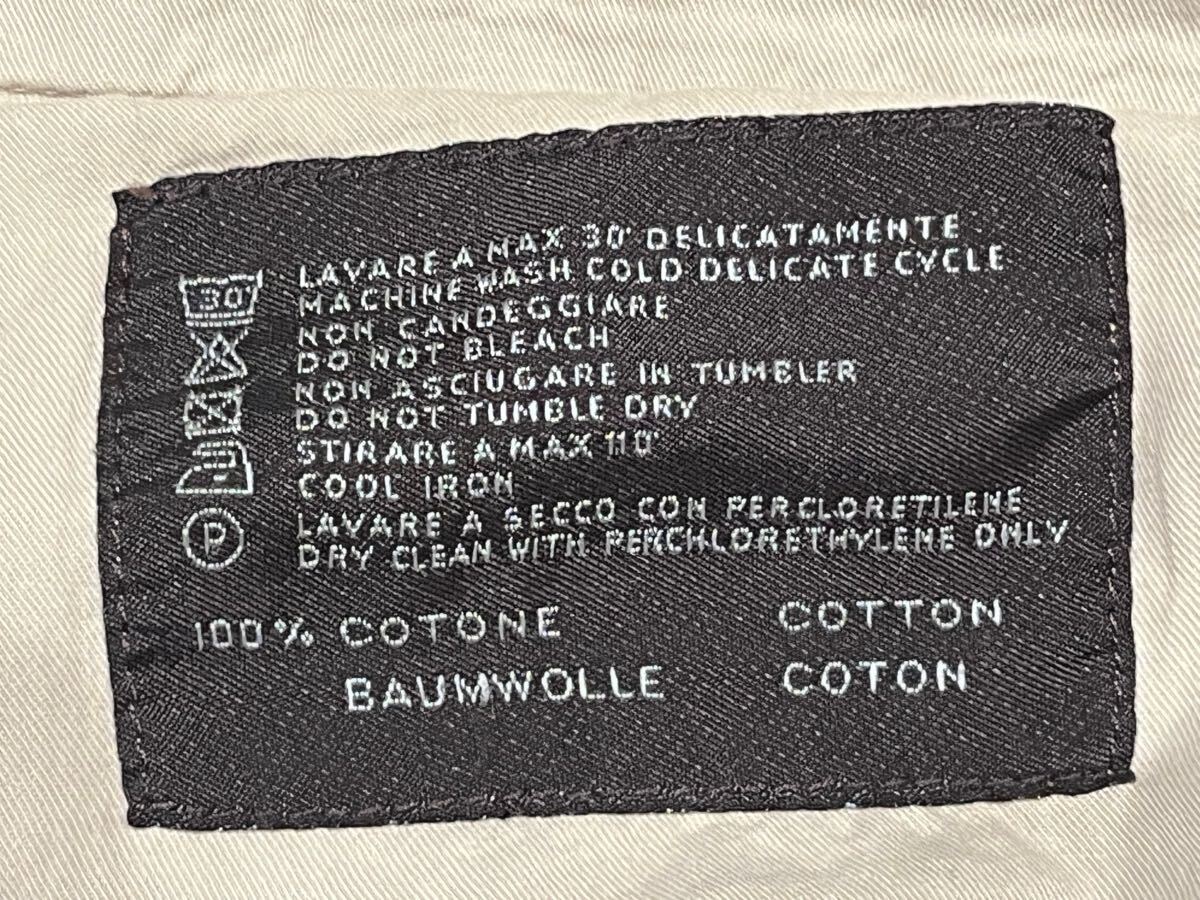 30°
LAVARE A MAX 30° DELICATAMENTE
MACHINE WASH COLD DELICATE CYCLE
NON CANDEGGIARE
DO NOT BLEACH
NON ASCIUGARE IN TUMBLER
DO NOT TUMBLE DRY
STIRARE A MAX 110°
COOL IRON
P
LAVARE A SECCO CON PERCLORETILENE
DRY CLEAN WITH PERCHLORETHYLENE ONLY
100% COTONE COTTON
BAUMWOLLE COTON